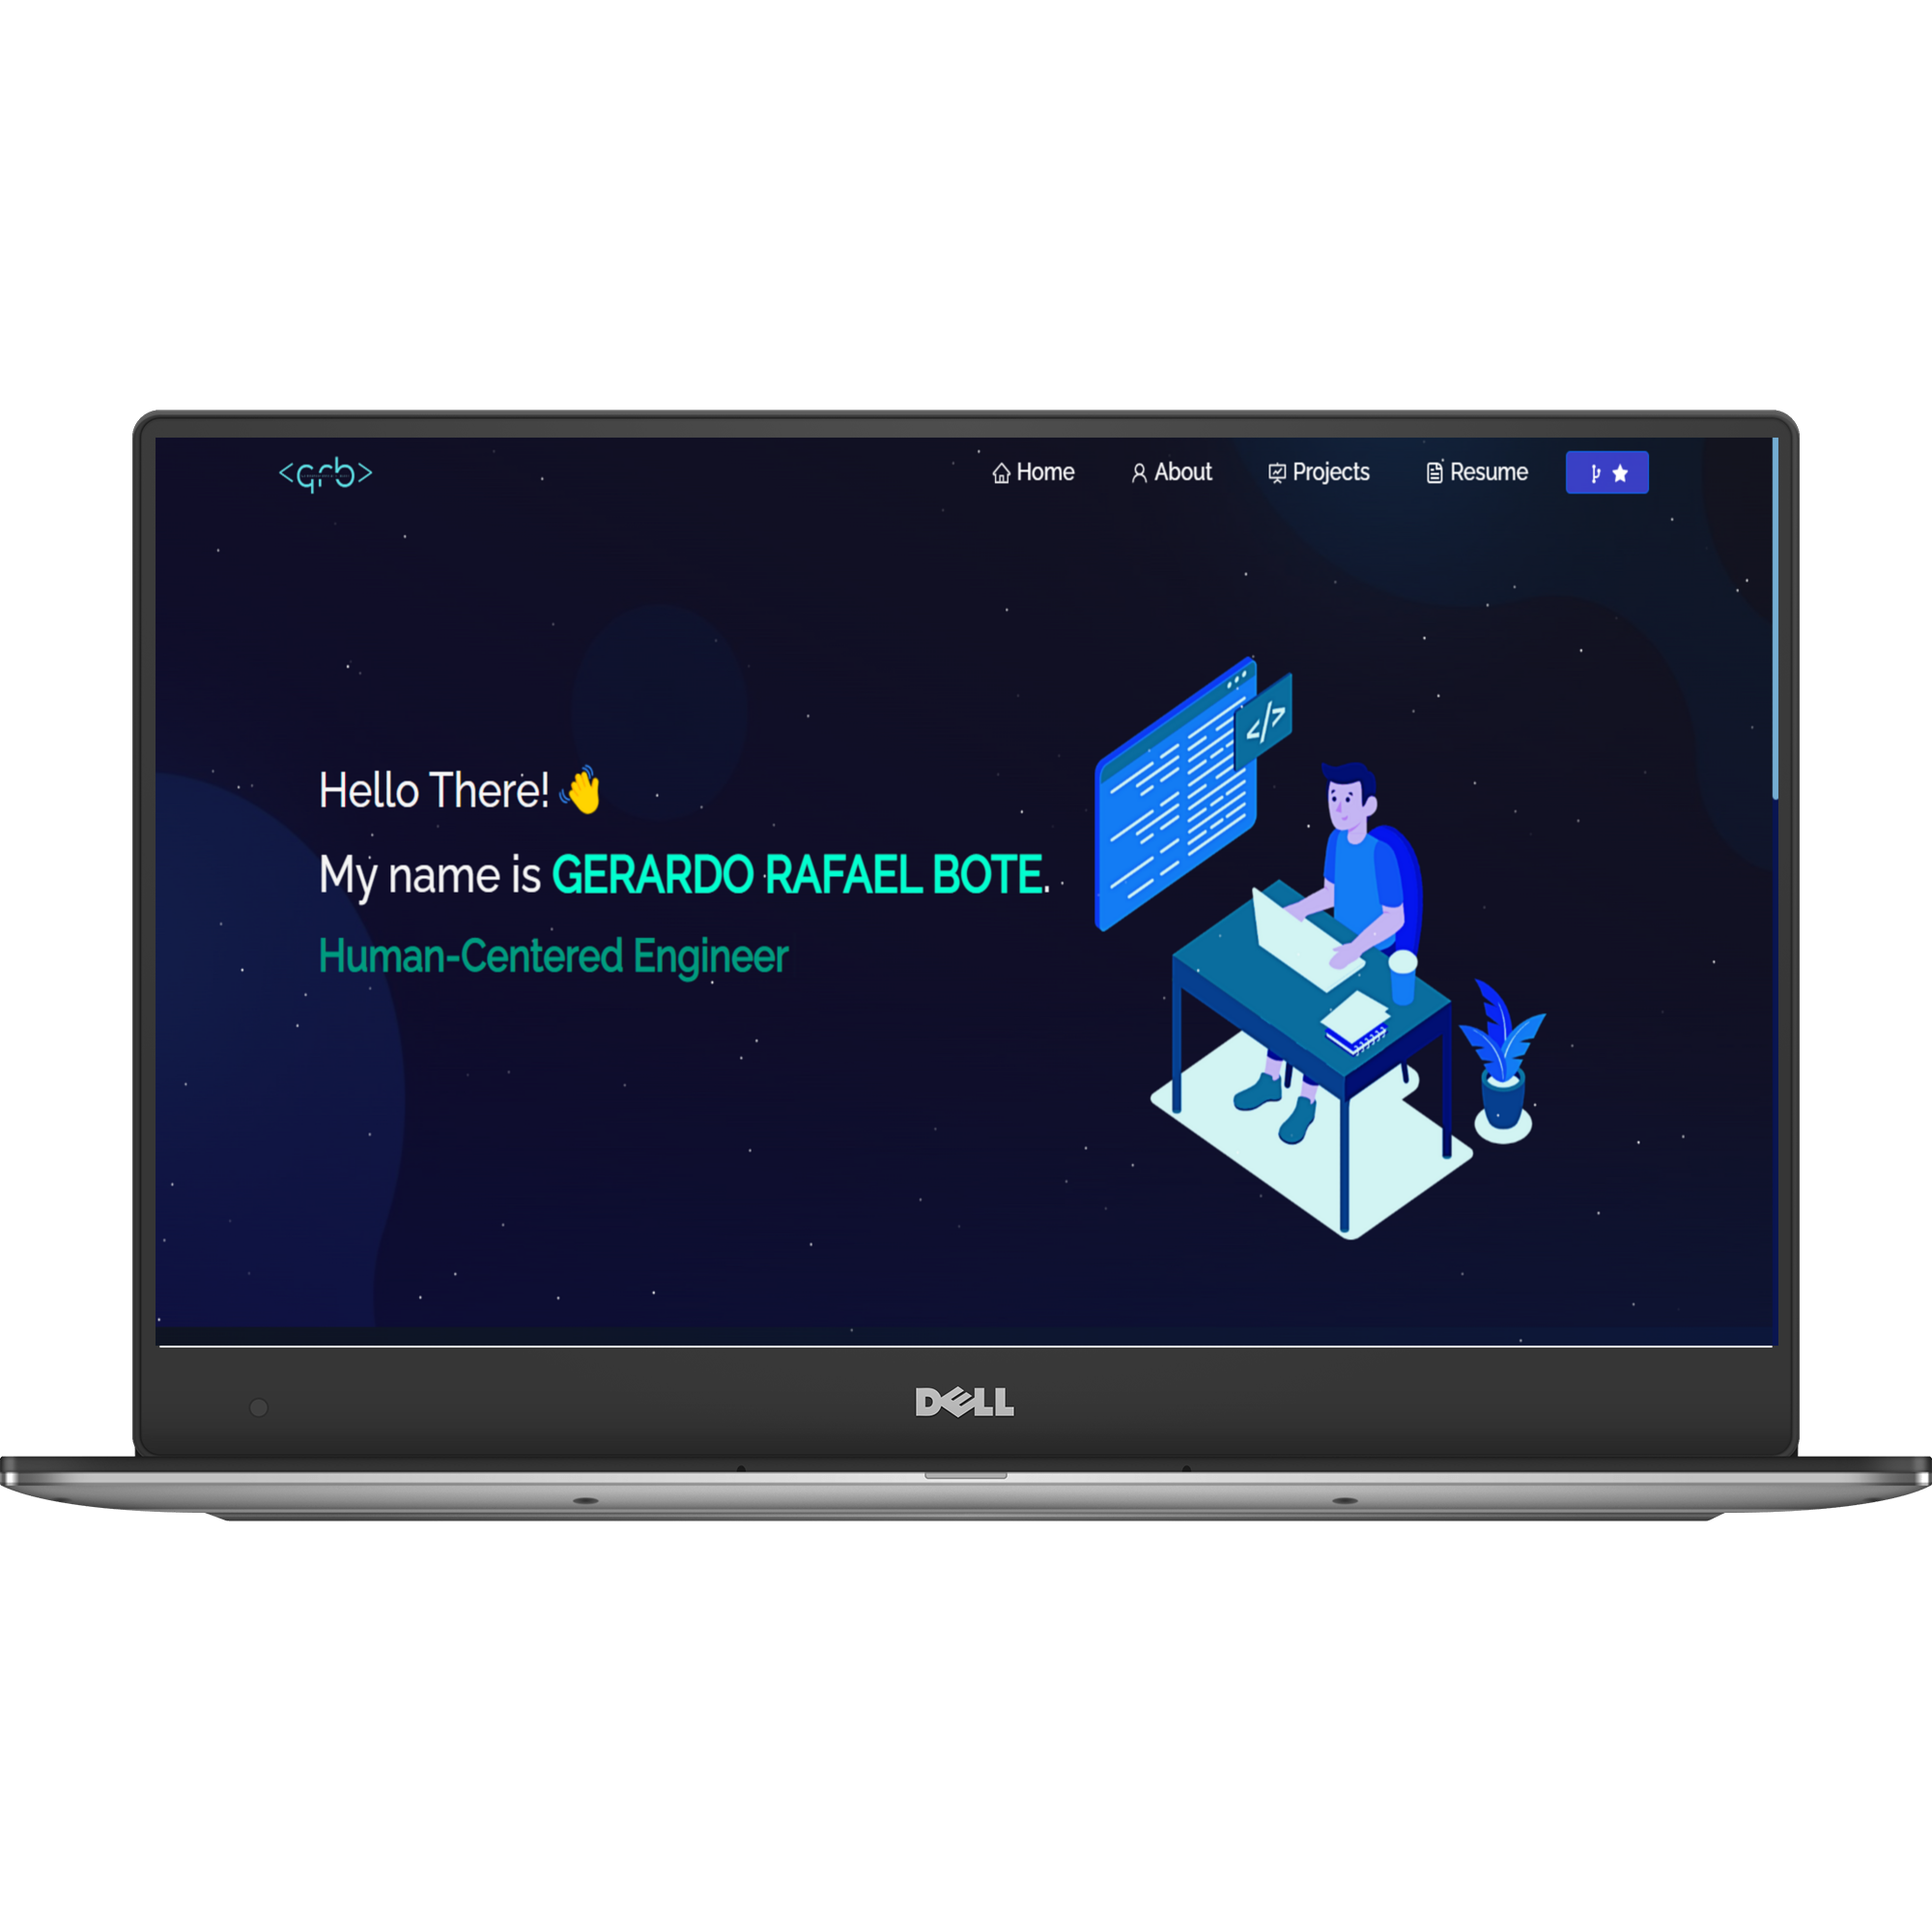 <grb>
Home About Projects Resume
</>
Hello There! 👋
My name is GERARDO RAFAEL BOTE.
Human-Centered Engineer
DELL